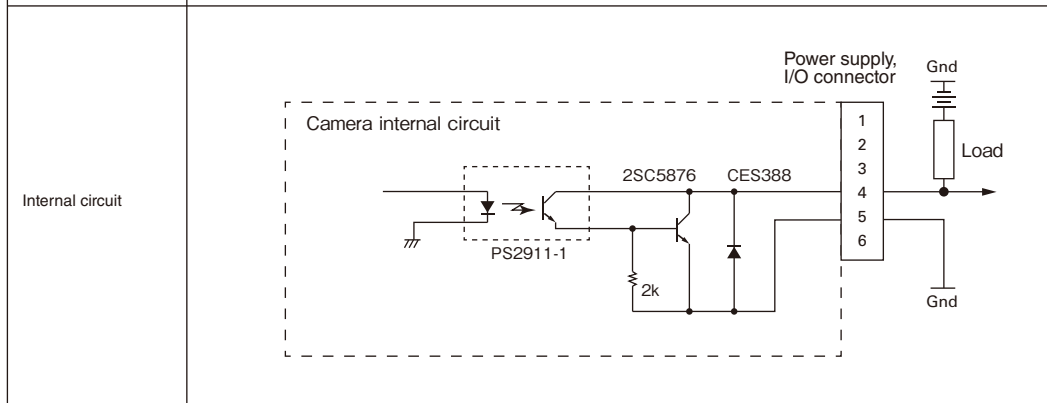 Internal circuit
Power supply,
I/O connector
Gnd
Camera internal circuit
1
2
3
4
5
6
Load
2SC5876
CES388
PS2911-1
2k
Gnd